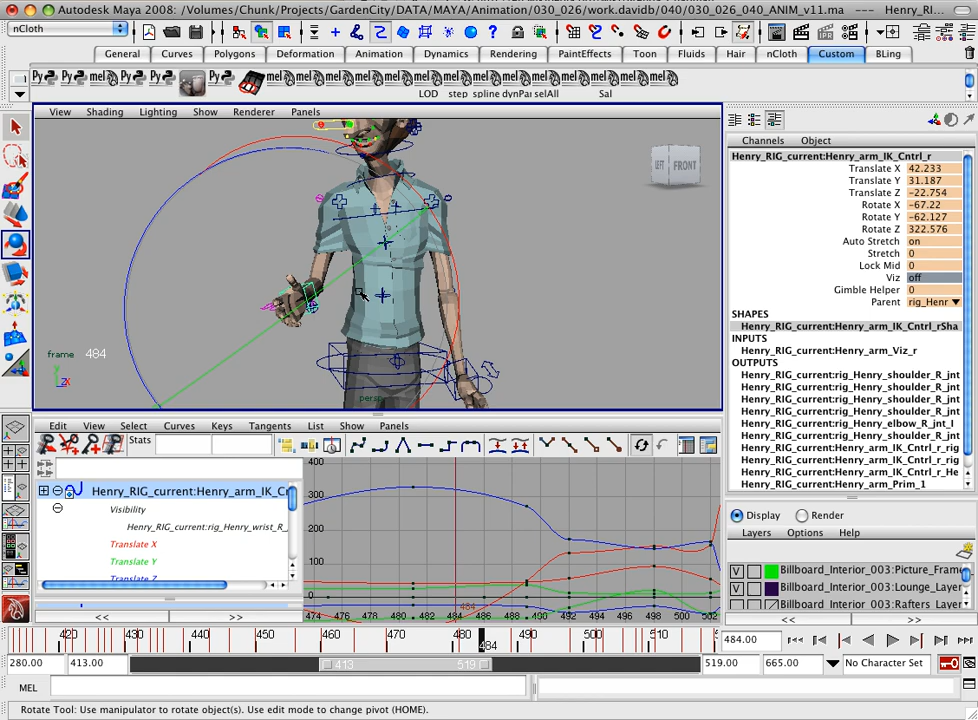 Autodesk Maya 2008: /Volumes/Chunk/Projects/GardenCity/DATA/MAYA/Animation/030_026/work.davidb/040/030_026_040_ANIM_v11.ma --- Henry_RI...
nCloth
General Curves Polygons Deformation Animation Dynamics Rendering PaintEffects Toon Fluids Hair nCloth Custom BLing
LOD step spline dynPar selAll Sal
View Shading Lighting Show Renderer Panels
Channels Object
Henry_RIG_current:Henry_arm_IK_Cntrl_r
Translate X 42.233
Translate Y 31.187
Translate Z -22.754
Rotate X -67.22
Rotate Y -62.127
Rotate Z 322.576
Auto Stretch on
Stretch 0
Lock Mid 0
Viz off
Gimble Helper 0
Parent rig_Henr
SHAPES
Henry_RIG_current:Henry_arm_IK_Cntrl_rSha
INPUTS
Henry_RIG_current:Henry_arm_Viz_r
OUTPUTS
Henry_RIG_current:rig_Henry_shoulder_R_jnt
Henry_RIG_current:rig_Henry_shoulder_R_jnt
Henry_RIG_current:rig_Henry_shoulder_R_jnt
Henry_RIG_current:rig_Henry_shoulder_R_jnt
Henry_RIG_current:rig_Henry_elbow_R_jnt_I
Henry_RIG_current:rig_Henry_shoulder_R_jnt
Henry_RIG_current:Henry_arm_IK_Cntrl_r_rig
Henry_RIG_current:Henry_arm_IK_Cntrl_r_rig
Henry_RIG_current:Henry_arm_IK_Cntrl_r_He
Henry_RIG_current:Henry_arm_Prim_1
LEFT FRONT
frame 484
persp
Edit View Select Curves Keys Tangents List Show Panels
Stats
Henry_RIG_current:Henry_arm_IK_C
Visibility
Henry_RIG_current:rig_Henry_wrist_R_
Translate X
Translate Y
Translate Z
400
300
200
100
0
484
474 476 478 480 482 484 486 488 490 492 494 496 498 500 502
<< >>
Display Render
Layers Options Help
V Billboard_Interior_003:Picture_Frame
V Billboard_Interior_003:Lounge_Layer
V Billboard_Interior_003:Rafters_Layer
<< >>
420 430 440 450 460 470 480 484 490 500 510
484.00
280.00 413.00 413 519 519.00 665.00 No Character Set
MEL
Rotate Tool: Use manipulator to rotate object(s). Use edit mode to change pivot (HOME).